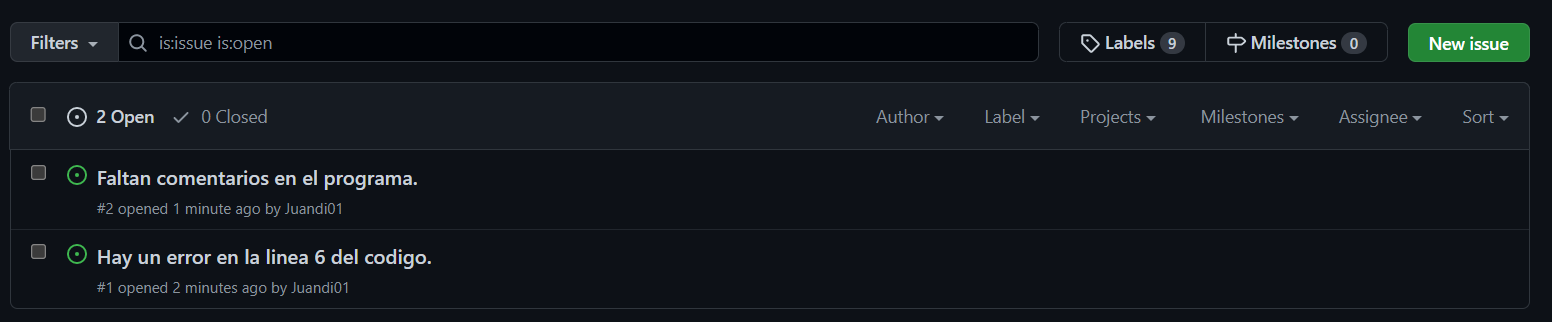 Filters is:issue is:open Labels 9 Milestones 0 New issue
2 Open 0 Closed Author Label Projects Milestones Assignee Sort
Faltan comentarios en el programa.
#2 opened 1 minute ago by Juandi01
Hay un error en la linea 6 del codigo.
#1 opened 2 minutes ago by Juandi01